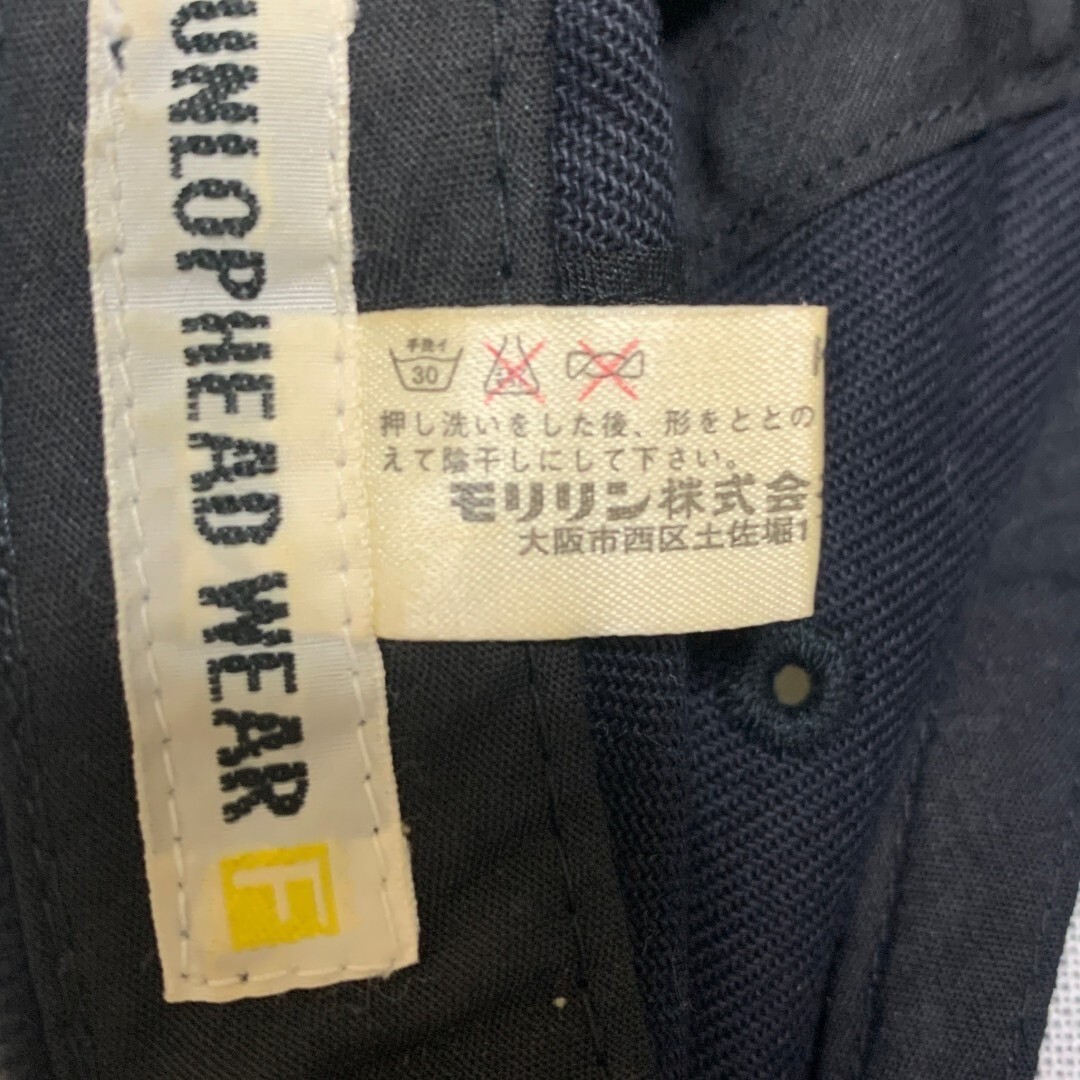 UNLOP HEAD WEAR
F
手洗イ
30
押し洗いをした後、形をととの
えて陰干しにして下さい。
モリリン株式会
大阪市西区土佐堀1